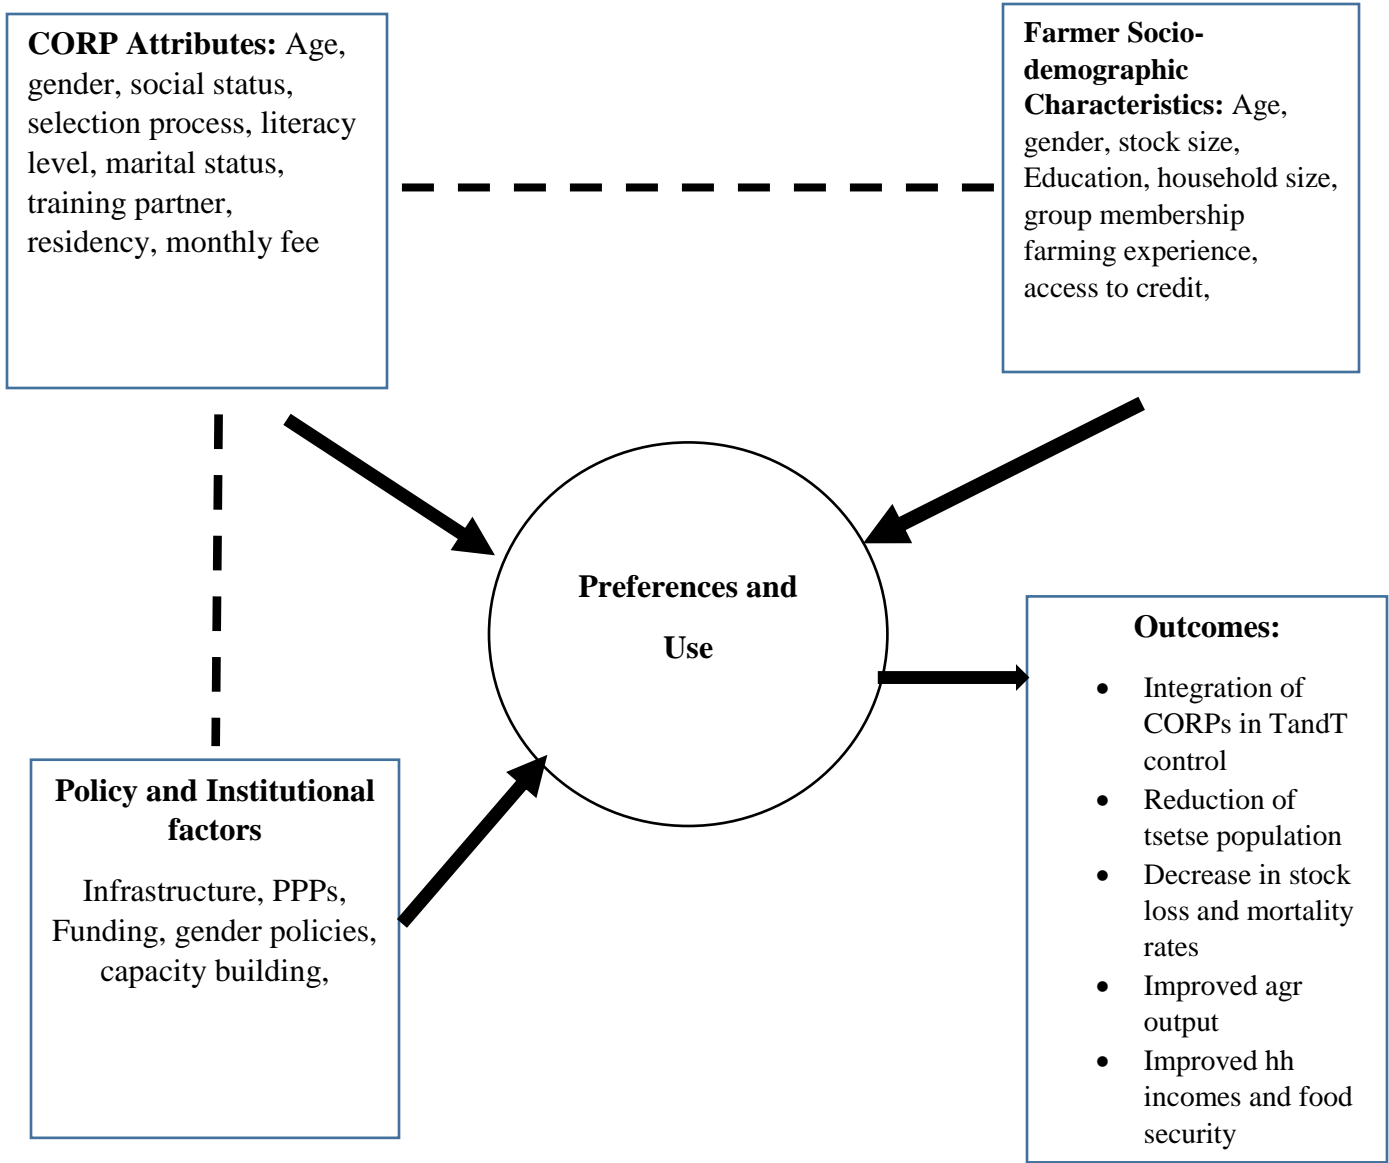 CORP Attributes: Age,
gender, social status,
selection process, literacy
level, marital status,
training partner,
residency, monthly fee
Farmer Socio-
demographic
Characteristics: Age,
gender, stock size,
Education, household size,
group membership
farming experience,
access to credit,
Preferences and
Use
Policy and Institutional
factors
Infrastructure, PPPs,
Funding, gender policies,
capacity building,
Outcomes:
• Integration of
CORPs in TandT
control
• Reduction of
tsetse population
• Decrease in stock
loss and mortality
rates
• Improved agr
output
• Improved hh
incomes and food
security